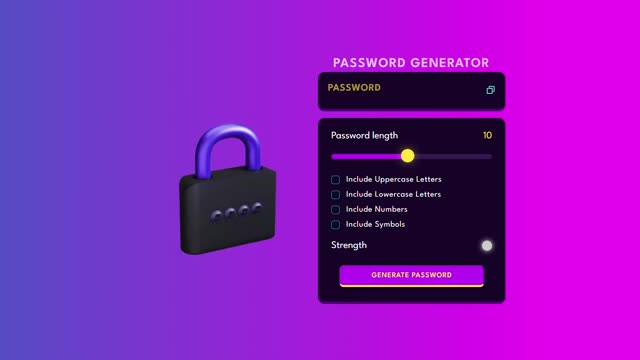 PASSWORD GENERATOR
PASSWORD
Password length 10
Include Uppercase Letters
Include Lowercase Letters
Include Numbers
Include Symbols
Strength
GENERATE PASSWORD